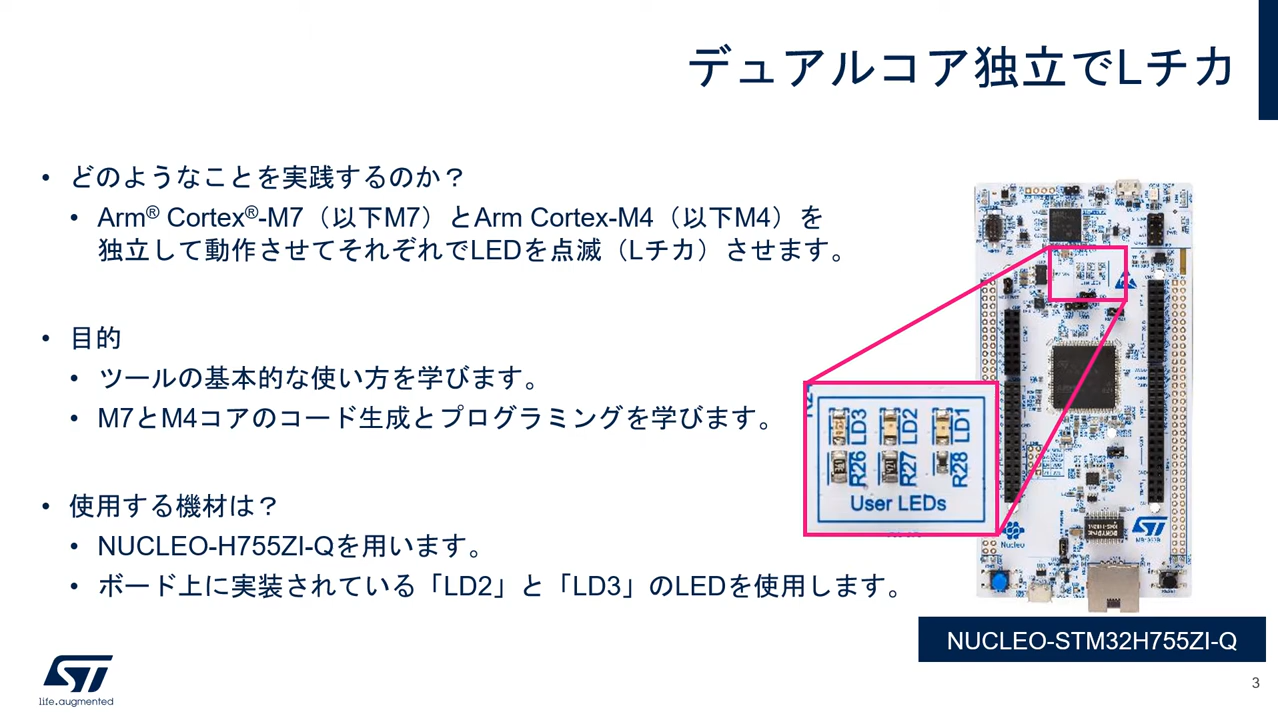 デュアルコア独立でLチカ
• どのようなことを実践するのか？
• Arm® Cortex®-M7（以下M7）とArm Cortex-M4（以下M4）を
独立して動作させてそれぞれでLEDを点滅（Lチカ）させます。
• 目的
• ツールの基本的な使い方を学びます。
• M7とM4コアのコード生成とプログラミングを学びます。
• 使用する機材は？
• NUCLEO-H755ZI-Qを用います。
• ボード上に実装されている「LD2」と「LD3」のLEDを使用します。
LD3 LD2 LD1
R26 R27 R28
User LEDs
Nucleo
ST
NUCLEO-STM32H755ZI-Q
ST
life.augmented
3